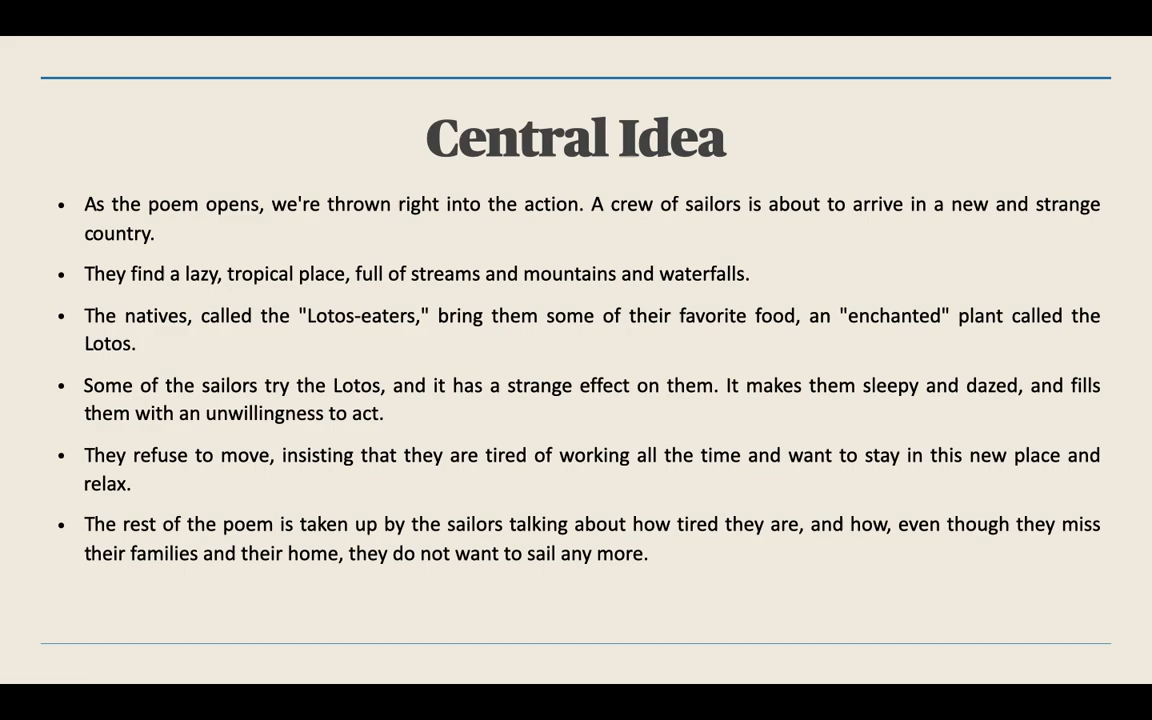 Central Idea
• As the poem opens, we're thrown right into the action. A crew of sailors is about to arrive in a new and strange
country.
• They find a lazy, tropical place, full of streams and mountains and waterfalls.
• The natives, called the "Lotos-eaters," bring them some of their favorite food, an "enchanted" plant called the
Lotos.
• Some of the sailors try the Lotos, and it has a strange effect on them. It makes them sleepy and dazed, and fills
them with an unwillingness to act.
• They refuse to move, insisting that they are tired of working all the time and want to stay in this new place and
relax.
• The rest of the poem is taken up by the sailors talking about how tired they are, and how, even though they miss
their families and their home, they do not want to sail any more.